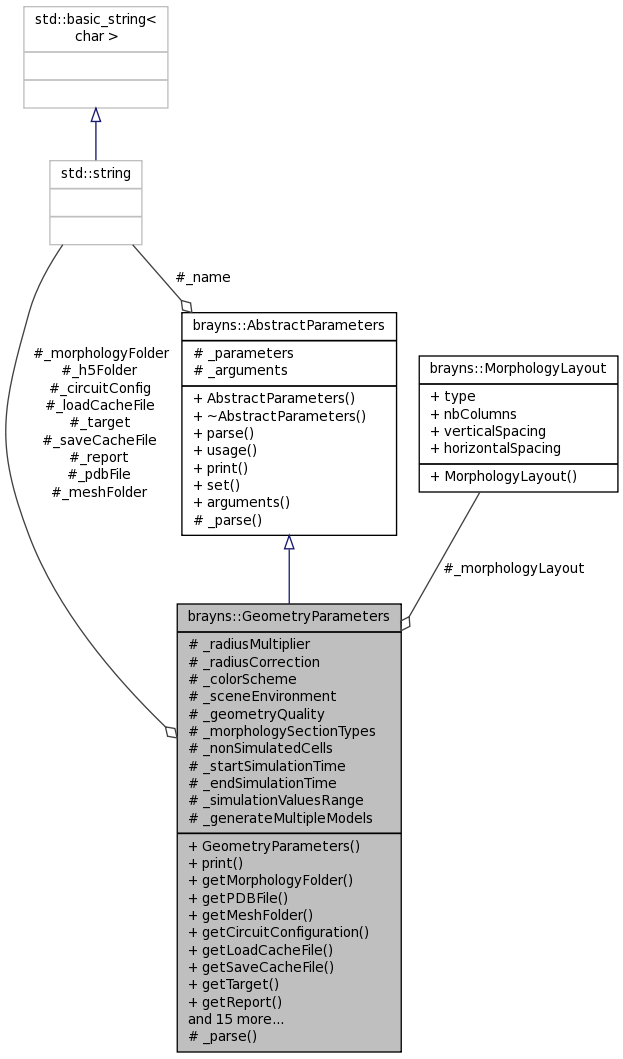 std::basic_string<
char >
std::string
#_name
#_morphologyFolder
#_h5Folder
#_circuitConfig
#_loadCacheFile
#_target
#_saveCacheFile
#_report
#_pdbFile
#_meshFolder
brayns::AbstractParameters
# _parameters
# _arguments
+ AbstractParameters()
+ ~AbstractParameters()
+ parse()
+ usage()
+ print()
+ set()
+ arguments()
# _parse()
brayns::MorphologyLayout
+ type
+ nbColumns
+ verticalSpacing
+ horizontalSpacing
+ MorphologyLayout()
#_morphologyLayout
brayns::GeometryParameters
# _radiusMultiplier
# _radiusCorrection
# _colorScheme
# _sceneEnvironment
# _geometryQuality
# _morphologySectionTypes
# _nonSimulatedCells
# _startSimulationTime
# _endSimulationTime
# _simulationValuesRange
# _generateMultipleModels
+ GeometryParameters()
+ print()
+ getMorphologyFolder()
+ getPDBFile()
+ getMeshFolder()
+ getCircuitConfiguration()
+ getLoadCacheFile()
+ getSaveCacheFile()
+ getTarget()
+ getReport()
and 15 more...
# _parse()